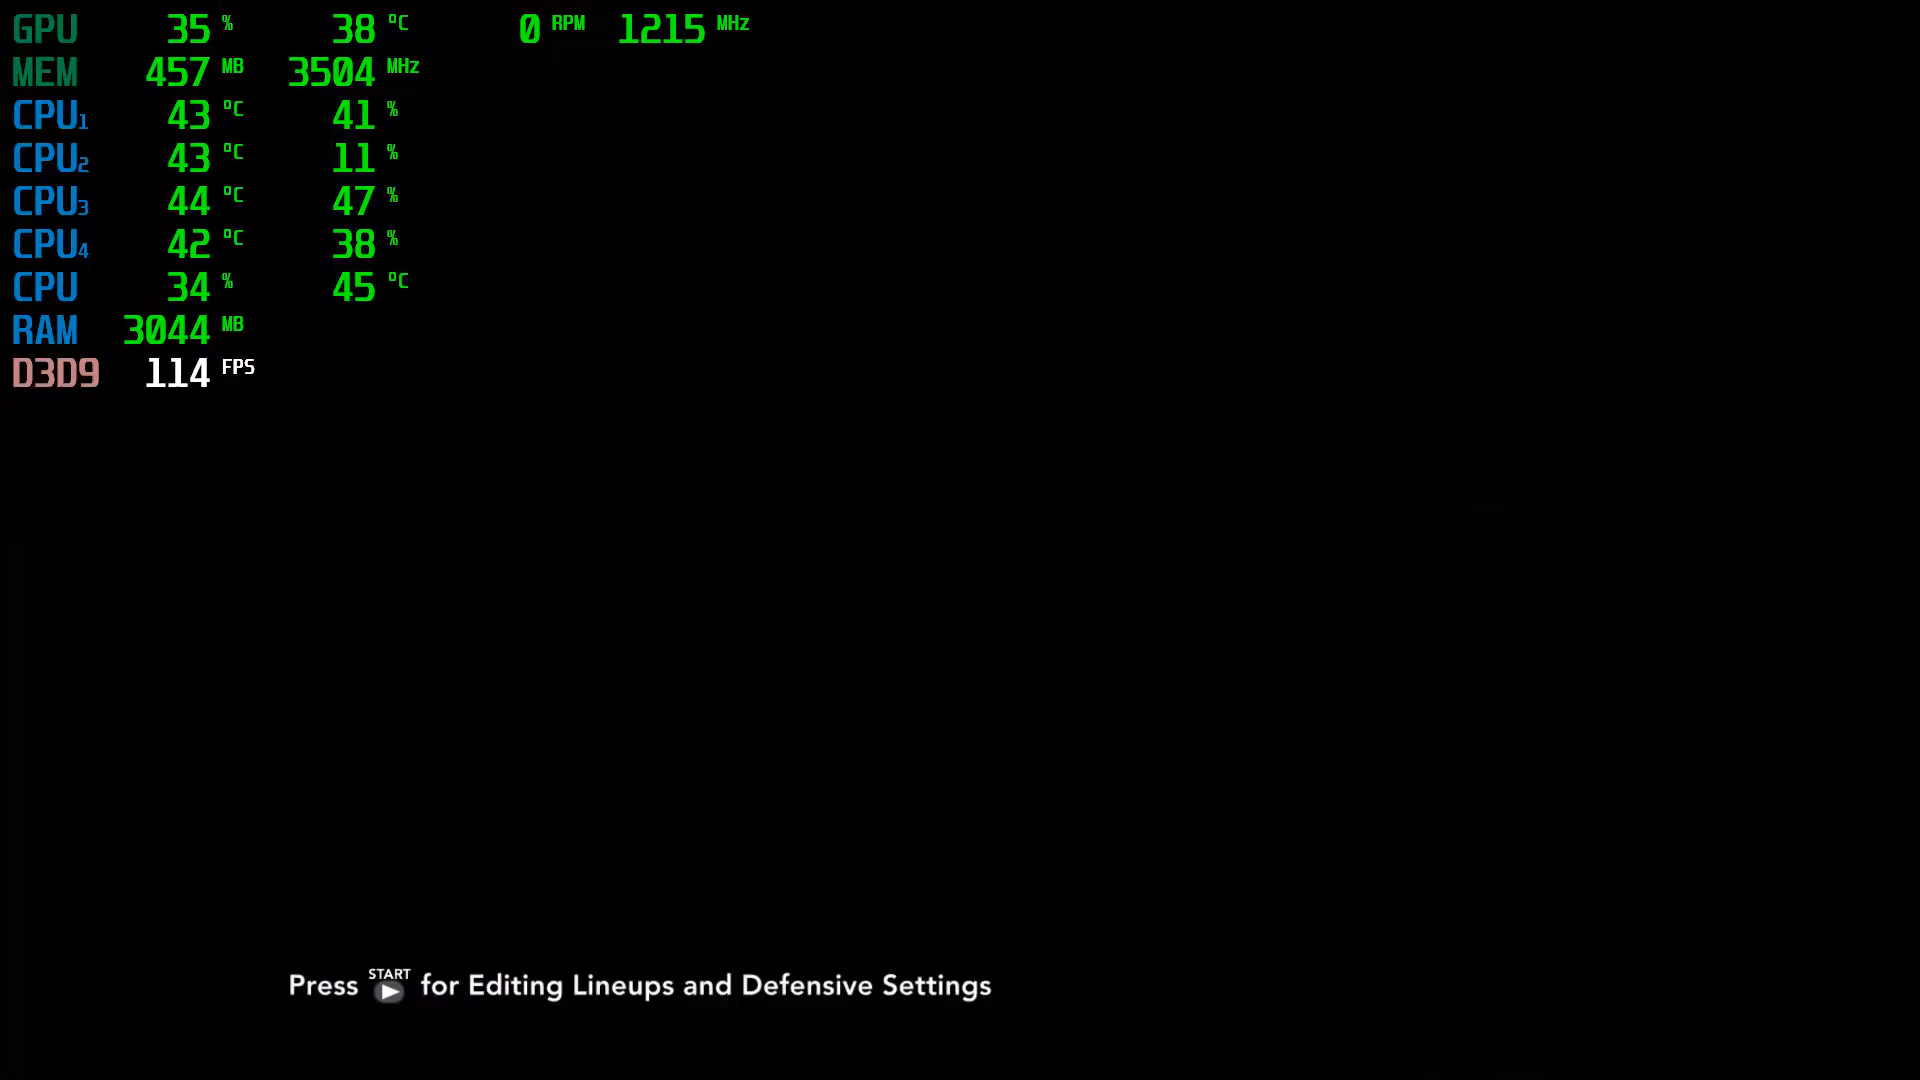 GPU 35 % 38 °C 0 RPM 1215 MHz
MEM 457 MB 3504 MHz
CPU1 43 °C 41 %
CPU2 43 °C 11 %
CPU3 44 °C 47 %
CPU4 42 °C 38 %
CPU 34 % 45 °C
RAM 3044 MB
D3D9 114 FPS
Press START for Editing Lineups and Defensive Settings